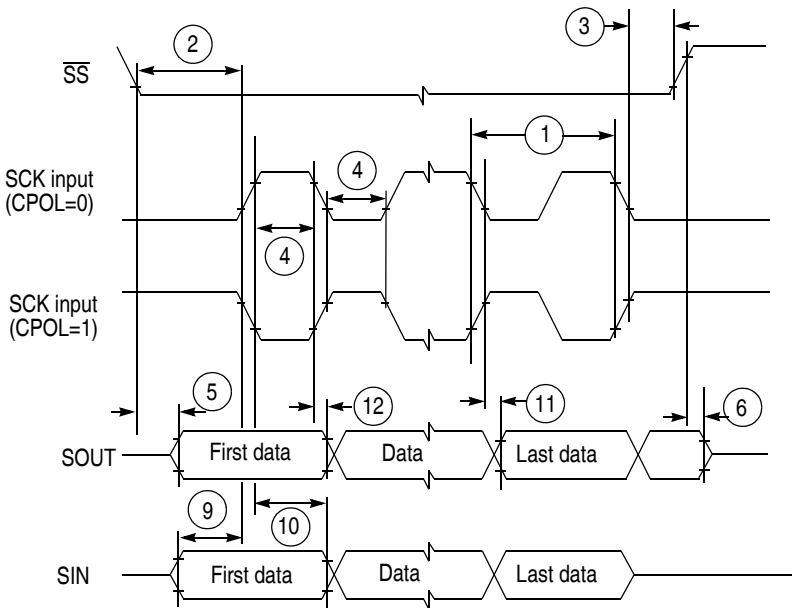 2
3
SS
1
4
SCK input
(CPOL=0)
4
SCK input
(CPOL=1)
5
12
11
6
SOUT
First data
Data
Last data
9
10
SIN
First data
Data
Last data